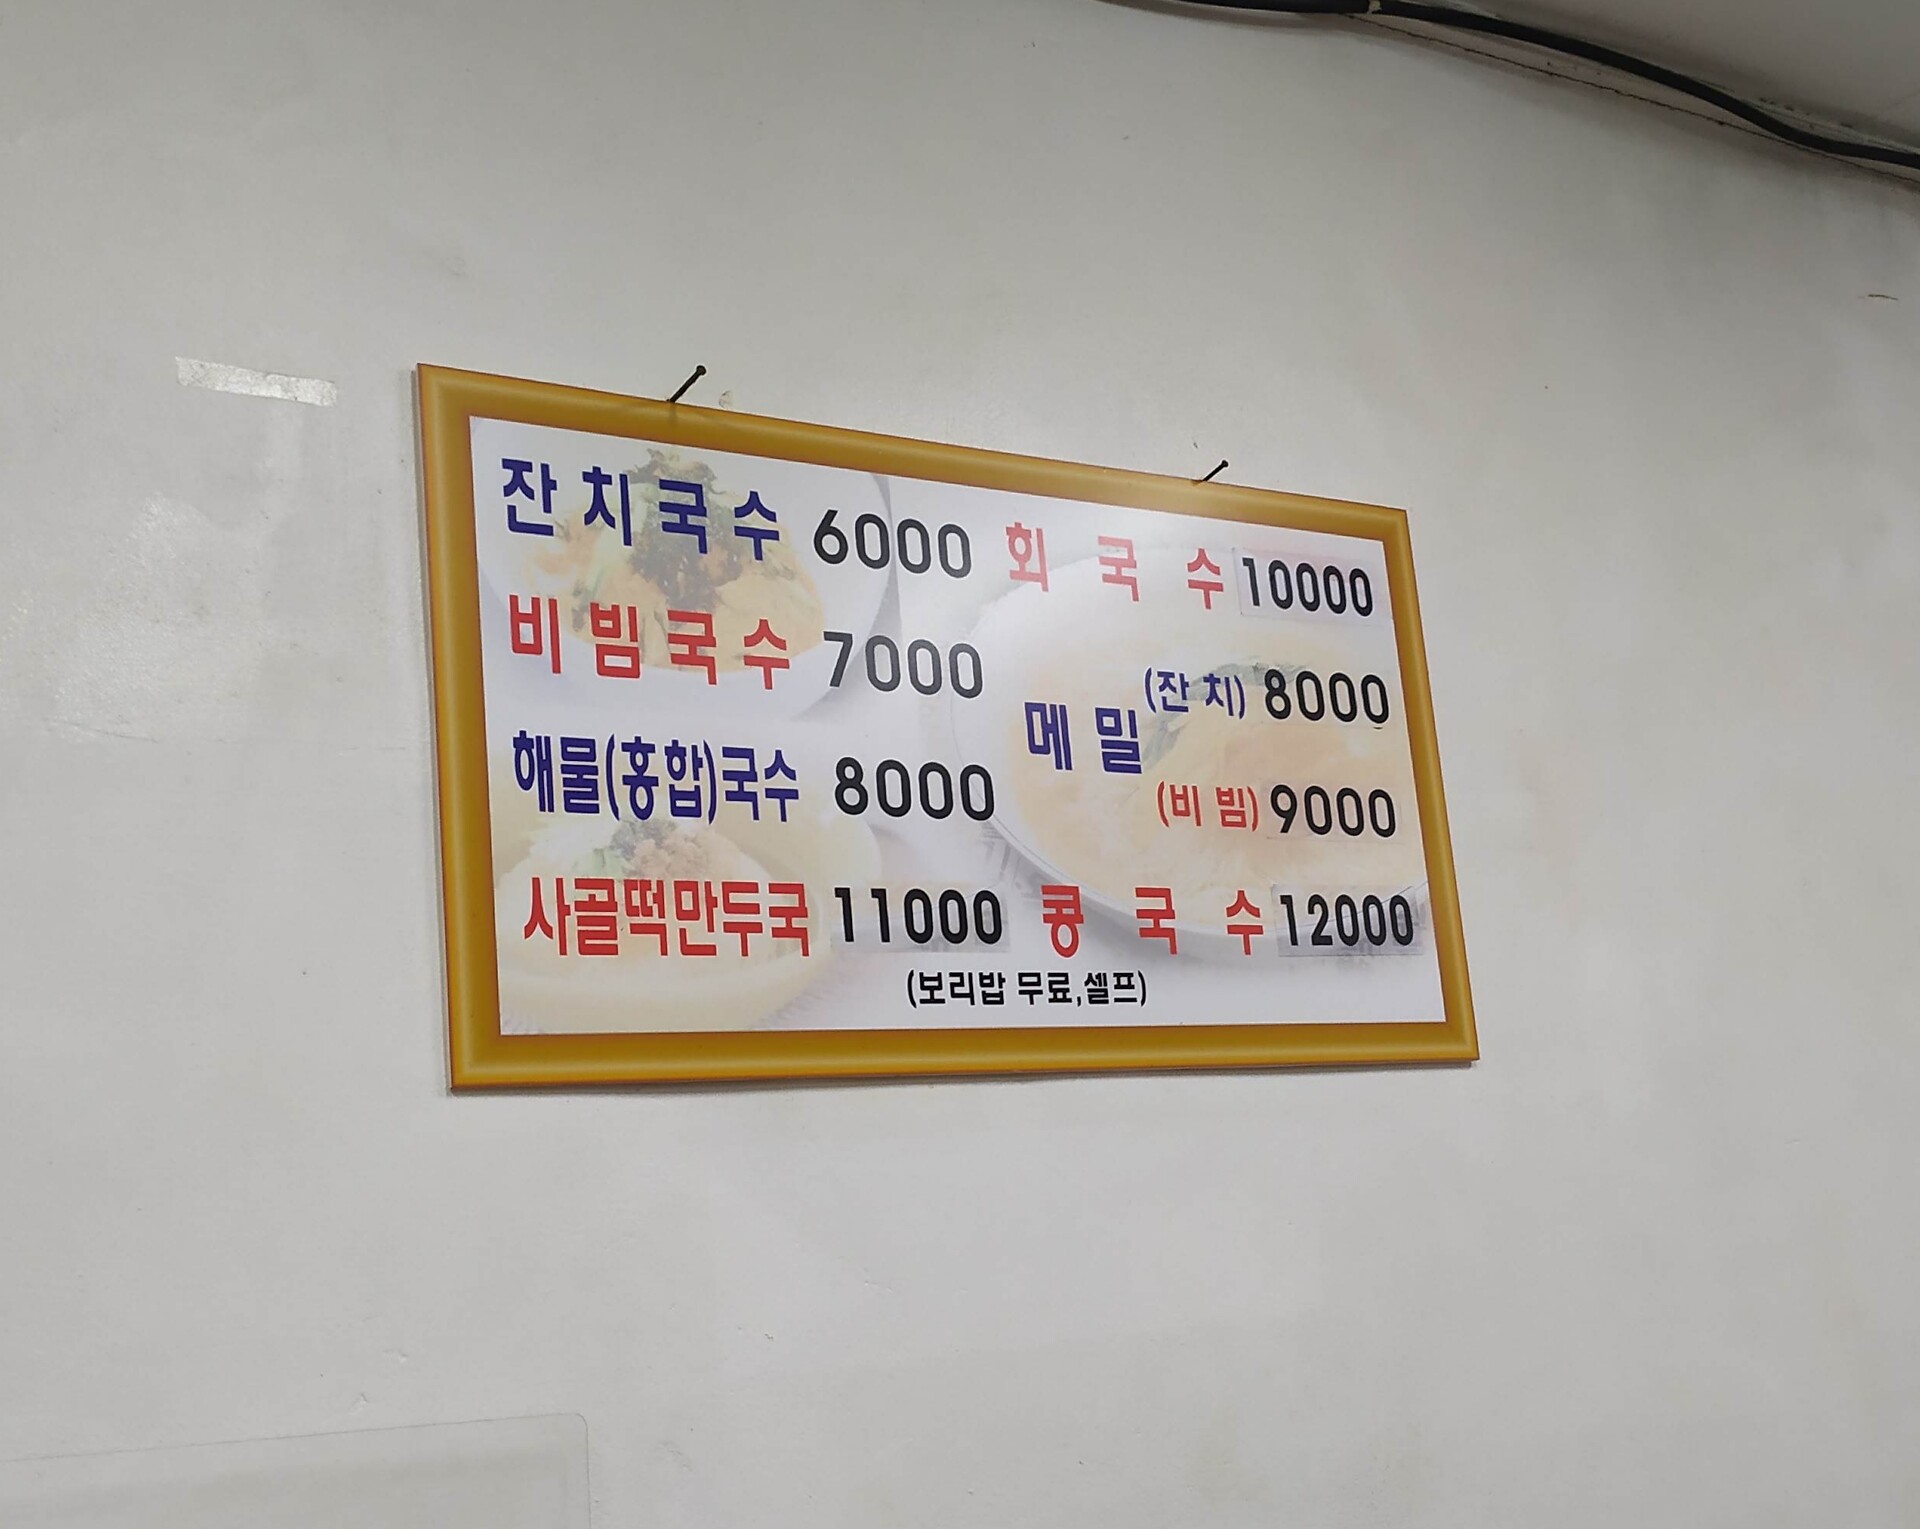 잔치국수 6000
비빔국수 7000
해물(홍합)국수 8000
사골떡만두국 11000
회국수 10000
메밀 (잔치) 8000
(비빔) 9000
콩국수 12000
(보리밥 무료,셀프)